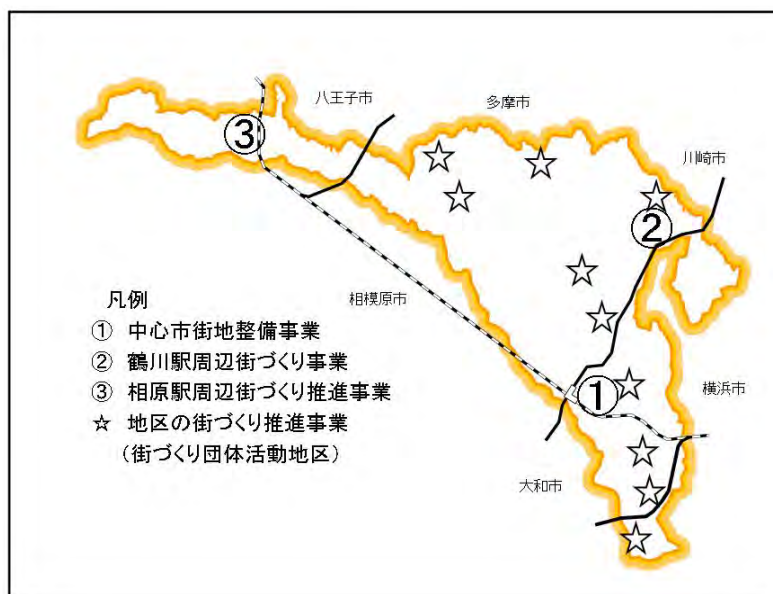 八王子市
多摩市
川崎市
③
②
相模原市
凡例
① 中心市街地整備事業
② 鶴川駅周辺街づくり事業
③ 相原駅周辺街づくり推進事業
☆ 地区の街づくり推進事業
(街づくり団体活動地区)
①
横浜市
大和市